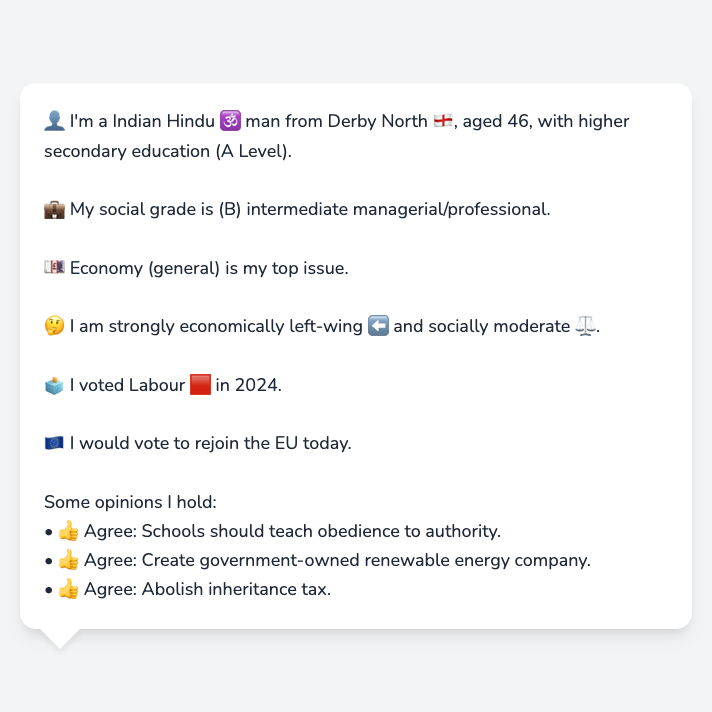 👤 I'm a Indian Hindu 🕉️ man from Derby North 🏴󠁧󠁢󠁥󠁮󠁧󠁿, aged 46, with higher
secondary education (A Level).
💼 My social grade is (B) intermediate managerial/professional.
💷 Economy (general) is my top issue.
🤔 I am strongly economically left-wing ⬅️ and socially moderate ⚖️.
🗳️ I voted Labour 🟥 in 2024.
🇪🇺 I would vote to rejoin the EU today.
Some opinions I hold:
• 👍 Agree: Schools should teach obedience to authority.
• 👍 Agree: Create government-owned renewable energy company.
• 👍 Agree: Abolish inheritance tax.